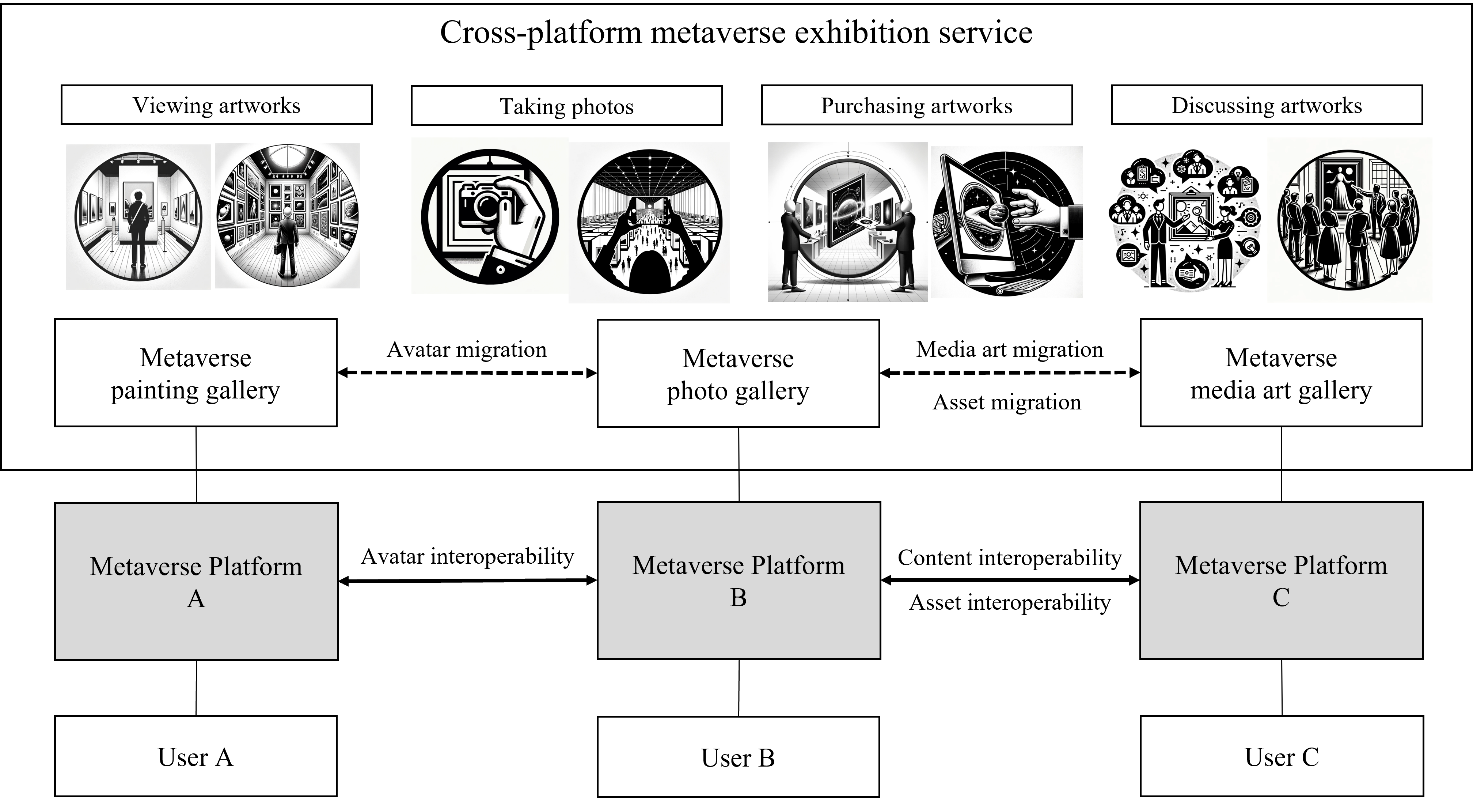 Cross-platform metaverse exhibition service
Viewing artworks
Taking photos
Purchasing artworks
Discussing artworks
Metaverse
painting gallery
Avatar migration
Metaverse
photo gallery
Media art migration
Asset migration
Metaverse
media art gallery
Metaverse Platform
A
Avatar interoperability
Metaverse Platform
B
Content interoperability
Asset interoperability
Metaverse Platform
C
User A
User B
User C